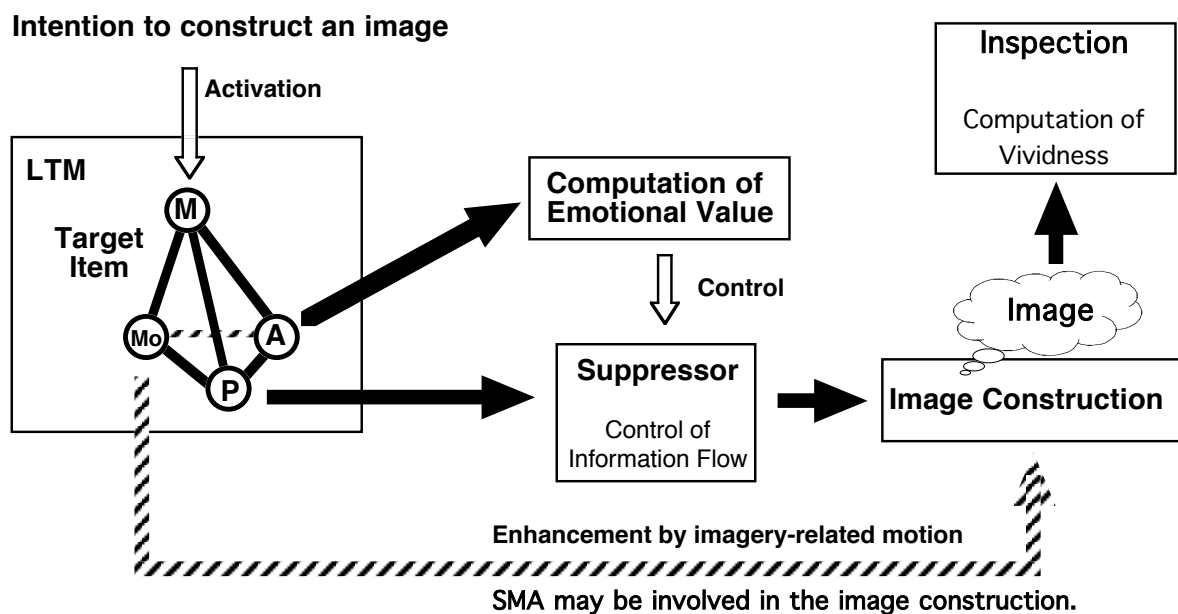 Intention to construct an image
Activation
LTM
M
Target
Item
Mo
A
P
Computation of
Emotional Value
Control
Suppressor
Control of
Information Flow
Inspection
Computation of
Vividness
Image
Image Construction
Enhancement by imagery-related motion
SMA may be involved in the image construction.